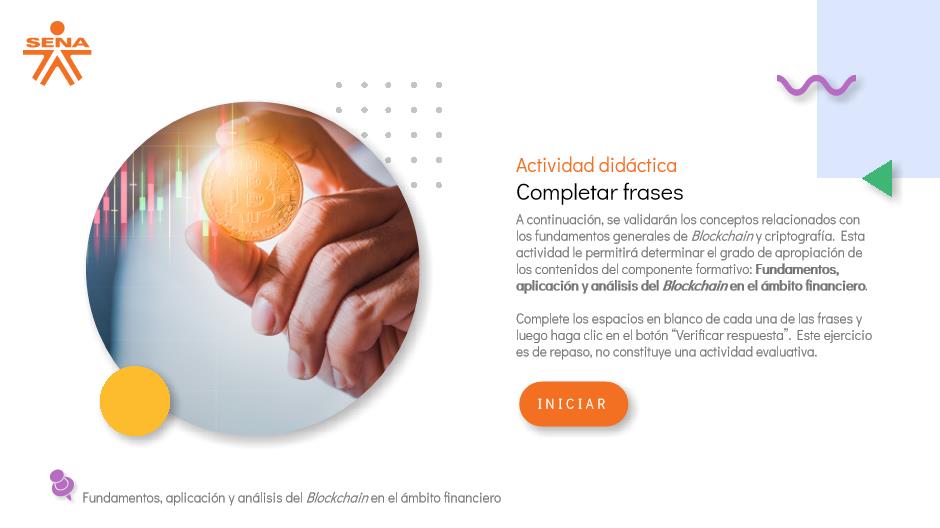 SENA
Actividad didáctica
Completar frases
A continuación, se validarán los conceptos relacionados con
los fundamentos generales de Blockchain y criptografía. Esta
actividad le permitirá determinar el grado de apropiación de
los contenidos del componente formativo: Fundamentos,
aplicación y análisis del Blockchain en el ámbito financiero.
Complete los espacios en blanco de cada una de las frases y
luego haga clic en el botón “Verificar respuesta”. Este ejercicio
es de repaso, no constituye una actividad evaluativa.
INICIAR
Fundamentos, aplicación y análisis del Blockchain en el ámbito financiero